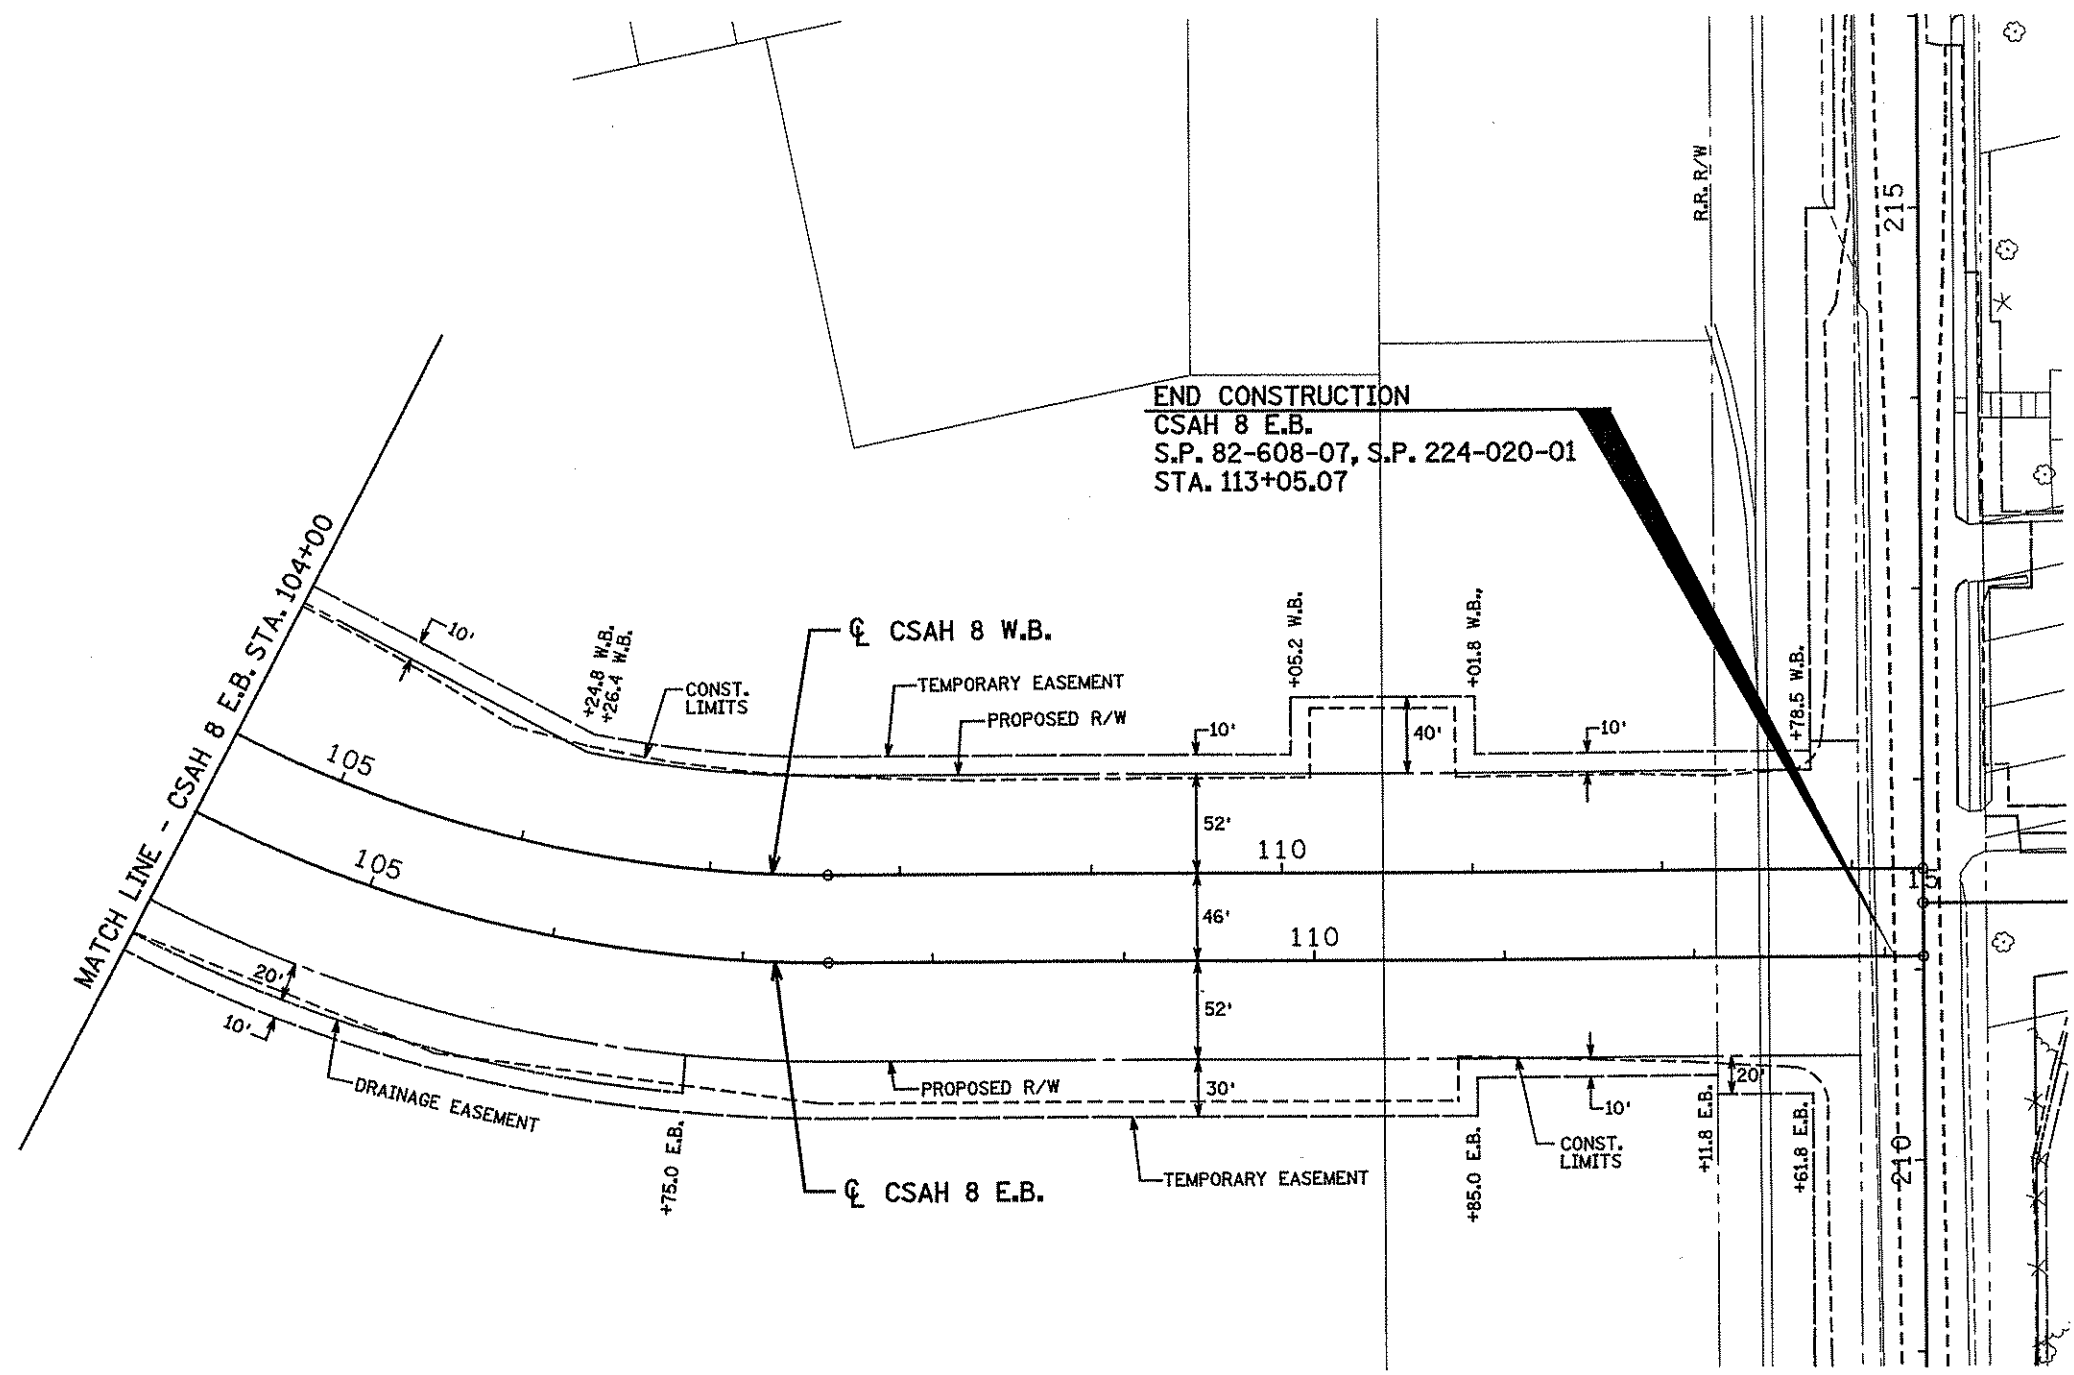 R.R. R/W
215
END CONSTRUCTION
CSAH 8 E.B.
S.P. 82-608-07, S.P. 224-020-01
STA. 113+05.07
MATCH LINE - CSAH 8 E.B. STA. 104+00
10'
+24.8 W.B.
+26.4 W.B.
CONST.
LIMITS
℄ CSAH 8 W.B.
TEMPORARY EASEMENT
PROPOSED R/W
+05.2 W.B.
+01.8 W.B.
+78.5 W.B.
10'
40'
10'
105
52'
110
105
46'
110
15
20'
10'
52'
DRAINAGE EASEMENT
PROPOSED R/W
30'
20'
10'
+75.0 E.B.
℄ CSAH 8 E.B.
TEMPORARY EASEMENT
+85.0 E.B.
CONST.
LIMITS
+11.8 E.B.
+61.8 E.B.
210